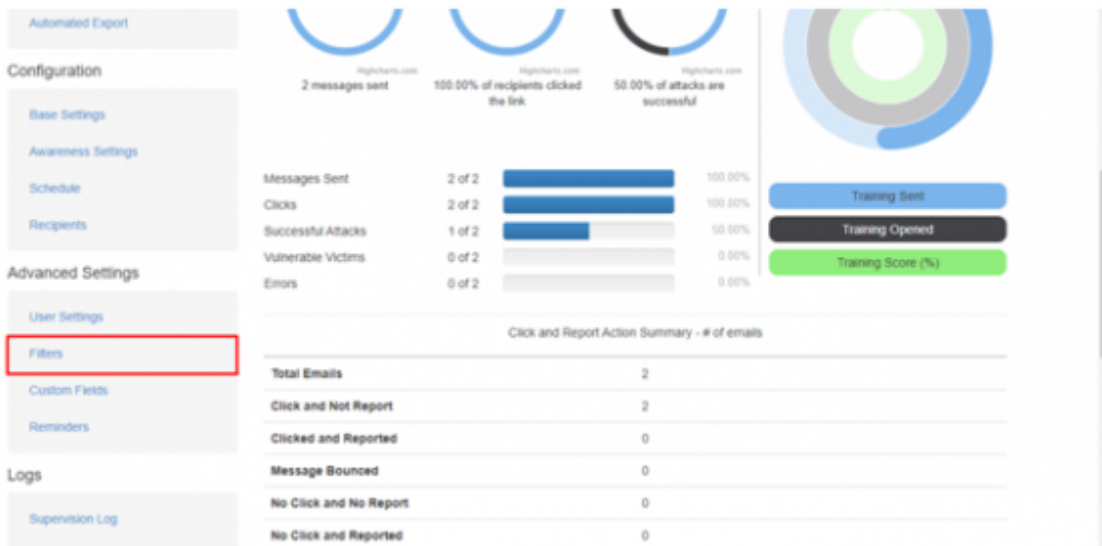 Automated Export
Configuration
Base Settings
Awareness Settings
Schedule
Recipients
Advanced Settings
User Settings
Filters
Custom Fields
Reminders
Logs
Supervision Log
Highcharts.com
2 messages sent
Highcharts.com
100.00% of recipients clicked
the link
Highcharts.com
50.00% of attacks are
successful
Messages Sent 2 of 2 100.00%
Clicks 2 of 2 100.00%
Successful Attacks 1 of 2 50.00%
Vulnerable Victims 0 of 2 0.00%
Errors 0 of 2 0.00%
Training Sent
Training Opened
Training Score (%)
Click and Report Action Summary - # of emails
Total Emails 2
Click and Not Report 2
Clicked and Reported 0
Message Bounced 0
No Click and No Report 0
No Click and Reported 0